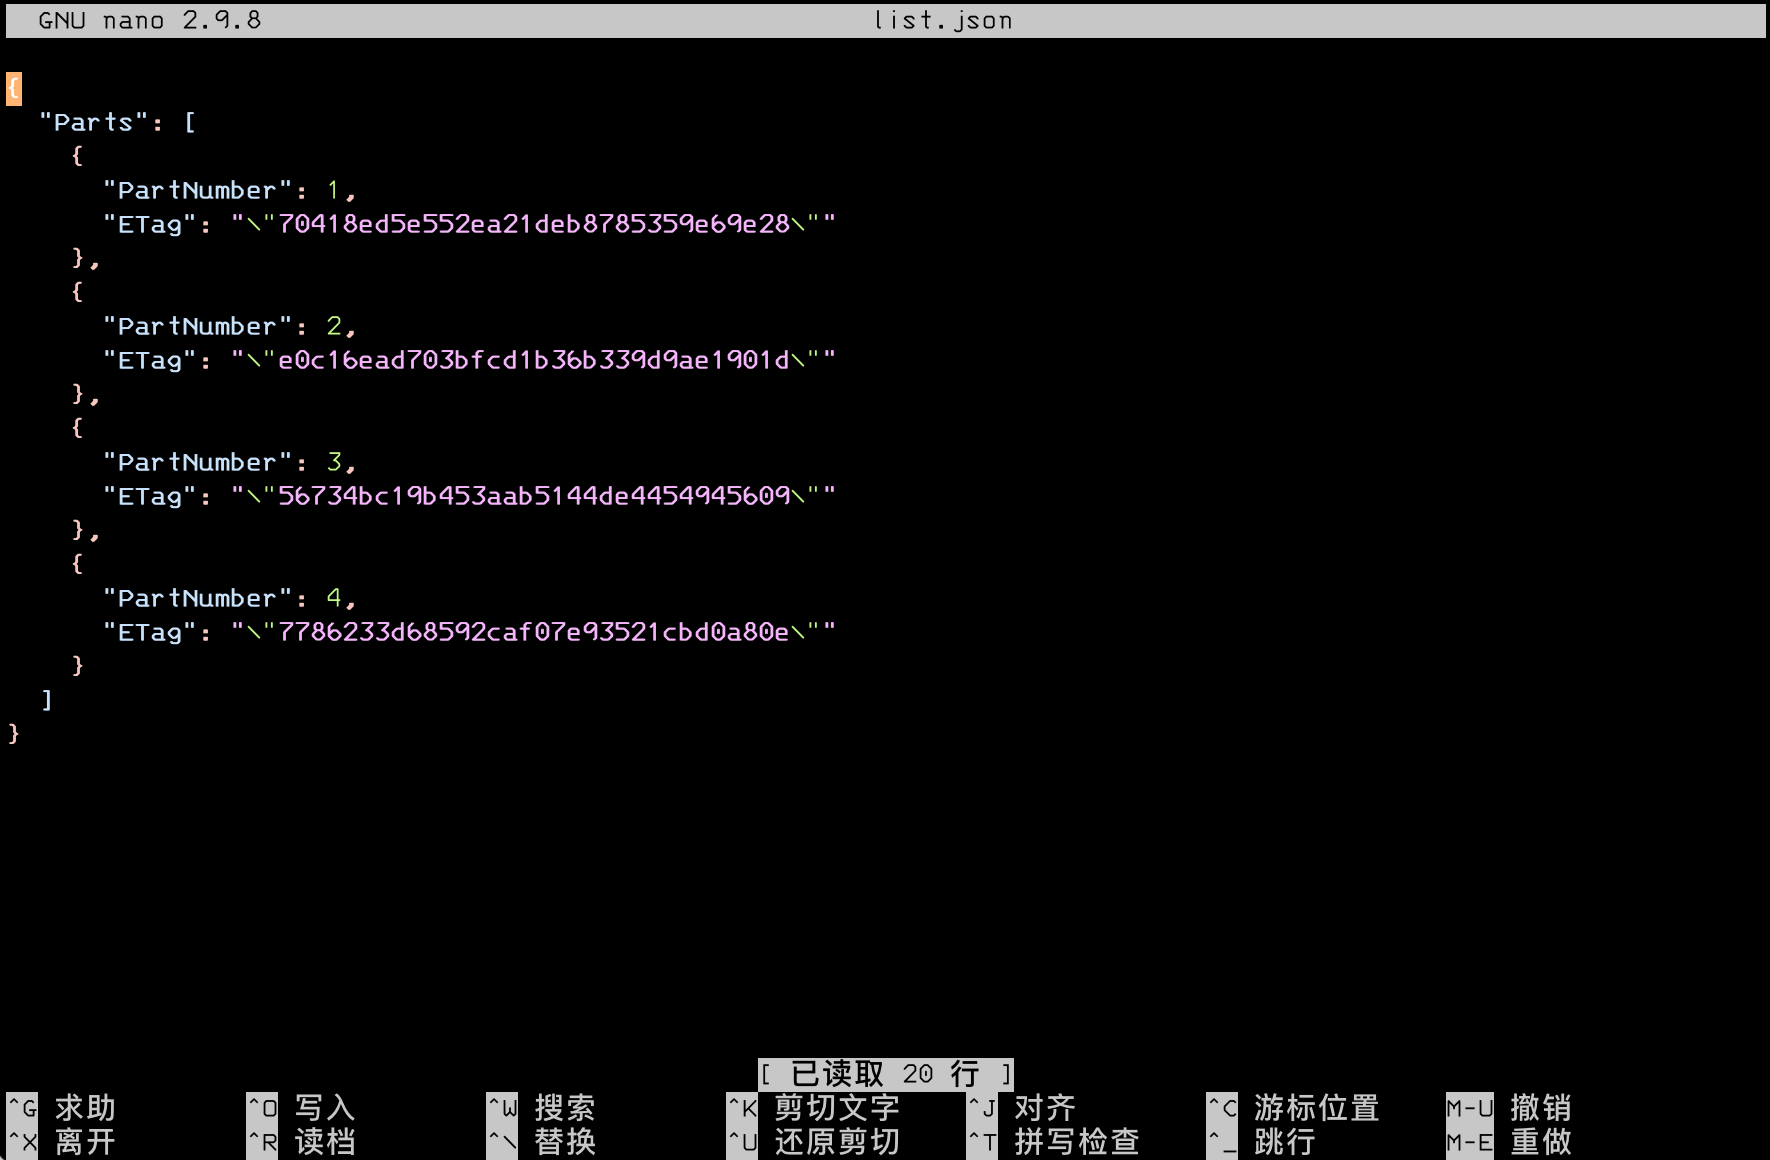 GNU nano 2.9.8 list.json
{
  "Parts": [
    {
      "PartNumber": 1,
      "ETag": "\"70418ed5e552ea21deb8785359e69e28\""
    },
    {
      "PartNumber": 2,
      "ETag": "\"e0c16ead703bfcd1b36b339d9ae1901d\""
    },
    {
      "PartNumber": 3,
      "ETag": "\"56734bc19b453aab5144de4454945609\""
    },
    {
      "PartNumber": 4,
      "ETag": "\"7786233d68592caf07e93521cbd0a80e\""
    }
  ]
}
[ 已读取 20 行 ]
^G 求助 ^O 写入 ^W 搜索 ^K 剪切文字 ^J 对齐 ^C 游标位置 M-U 撤销
^X 离开 ^R 读档 ^\ 替换 ^U 还原剪切 ^T 拼写检查 ^_ 跳行 M-E 重做